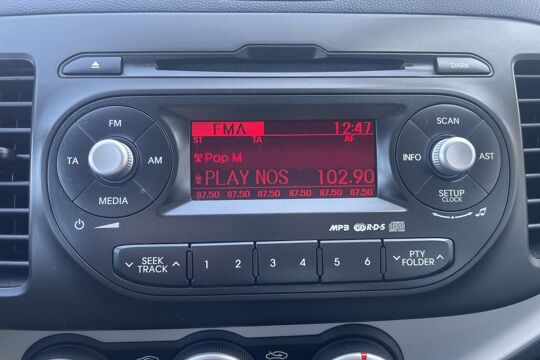 DARK
FM
TA
AM
MEDIA
FMA 12:47
ST TA AF
Pop M
PLAY NOS 102.90
87.50 87.50 87.50 87.50 87.50 87.50
SCAN
INFO
AST
SETUP
CLOCK
MP3 R·D·S
SEEK
TRACK
1 2 3 4 5 6
PTY
FOLDER